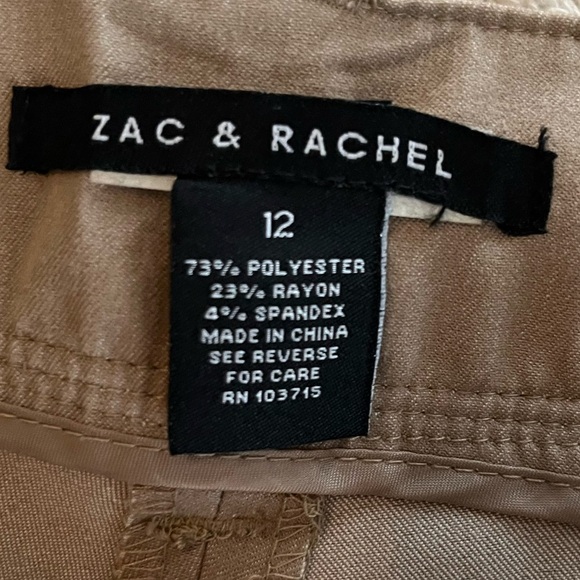 ZAC & RACHEL
12
73% POLYESTER
23% RAYON
4% SPANDEX
MADE IN CHINA
SEE REVERSE
FOR CARE
RN 103715